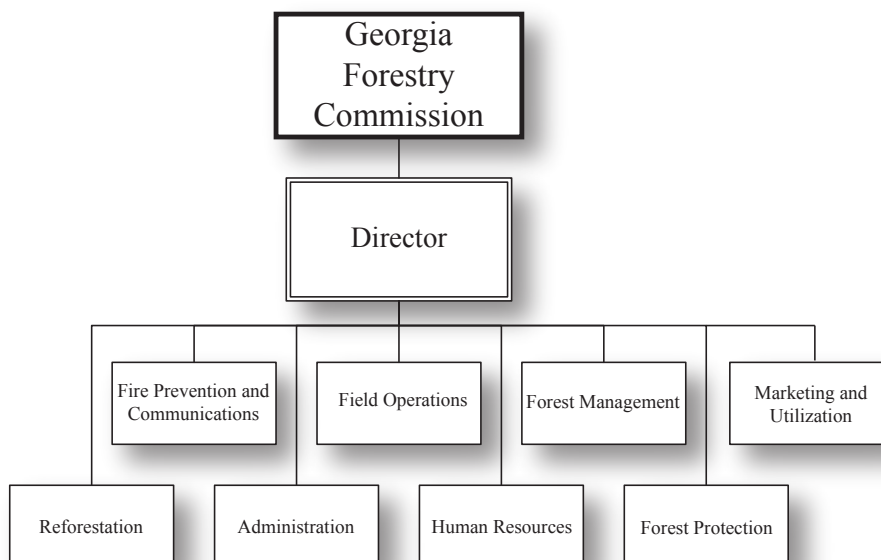 Georgia
Forestry
Commission
Director
Fire Prevention and
Communications
Field Operations
Forest Management
Marketing and
Utilization
Reforestation
Administration
Human Resources
Forest Protection